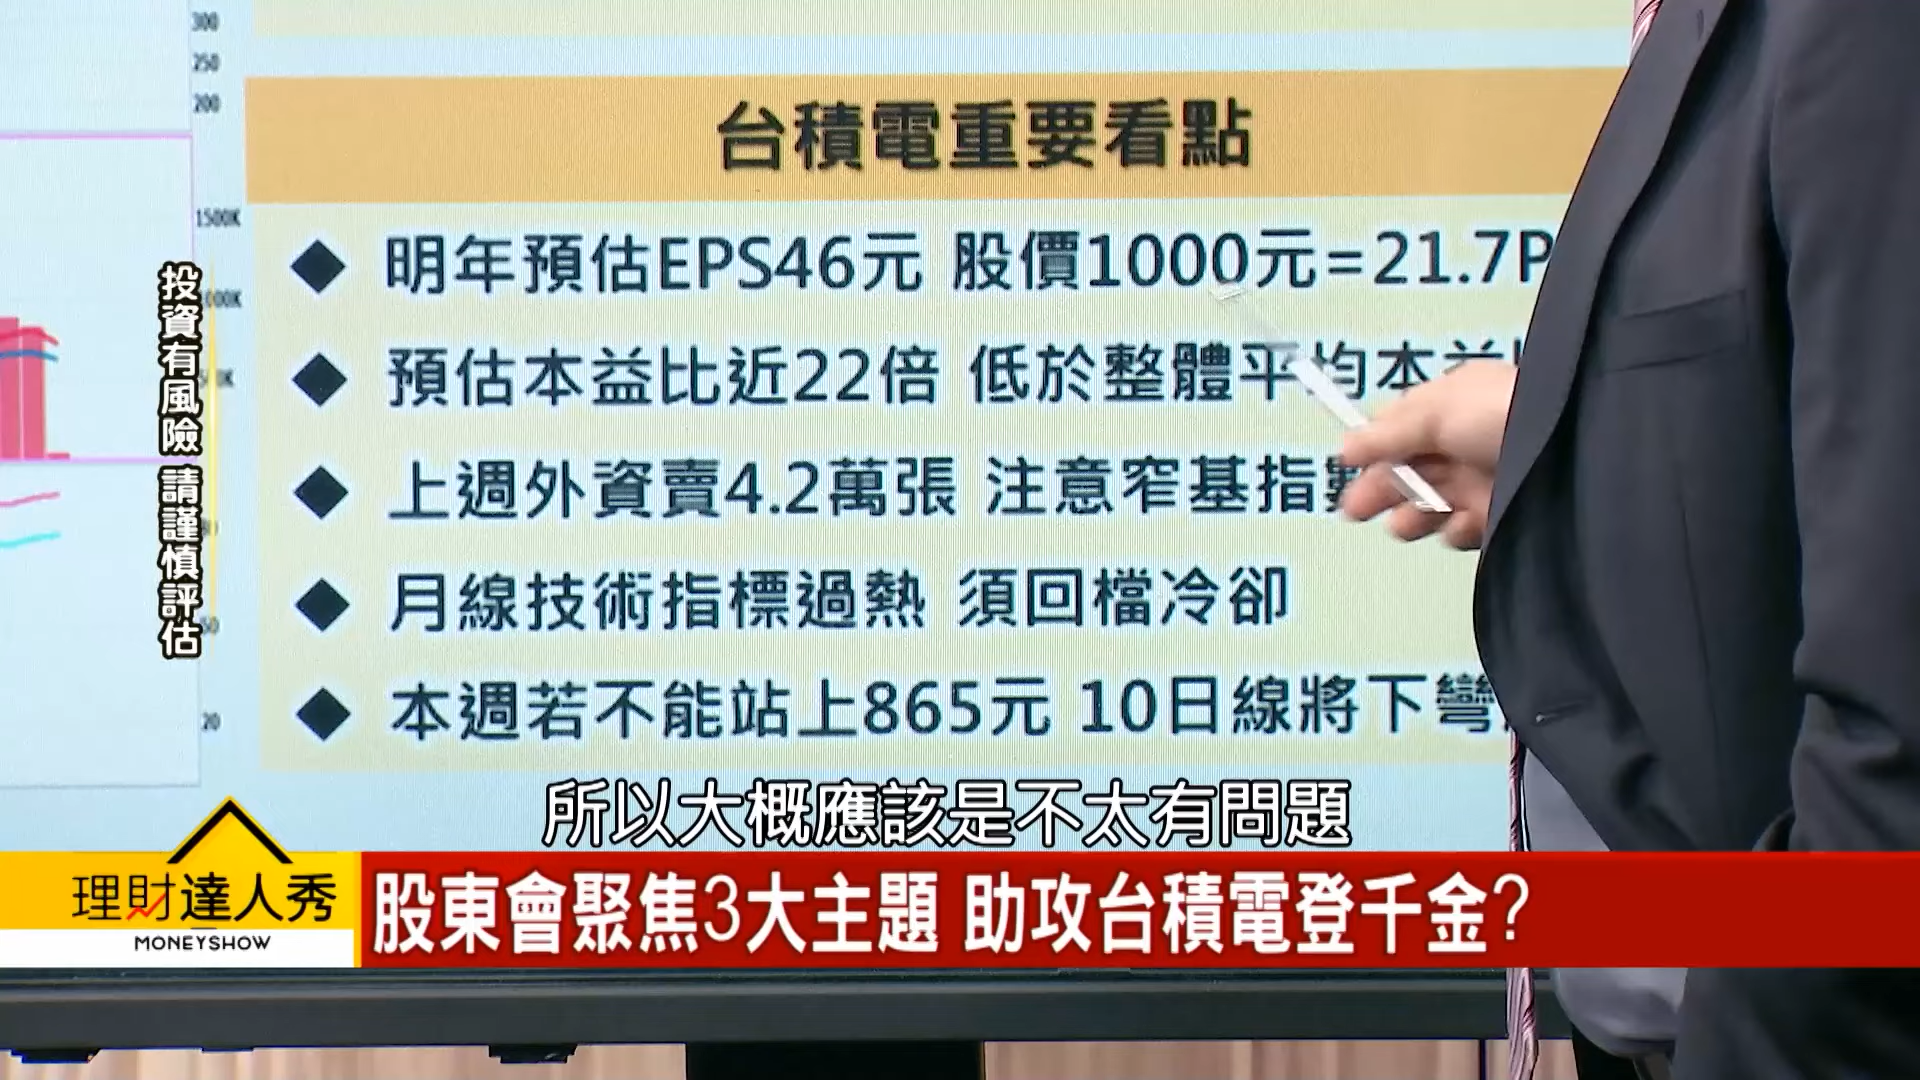 300
250
200
台積電重要看點
1500K
明年預估EPS46元 股價1000元=21.7P
1000K
預估本益比近22倍 低於整體平均本益比
上週外資賣4.2萬張 注意窄基指數
月線技術指標過熱 須回檔冷卻
本週若不能站上865元 10日線將下彎
20
投資有風險 請謹慎評估
所以大概應該是不太有問題
理財達人秀
MONEYSHOW
股東會聚焦3大主題 助攻台積電登千金?